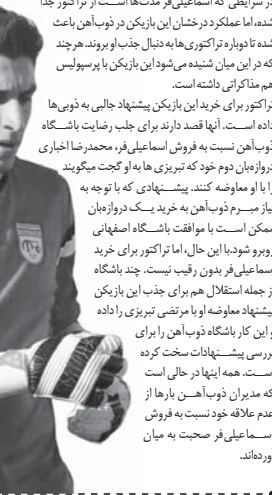 در شرایطی که اسماعیلی‌فر مدت‌ها است از تراکتور جدا
شده، اما عملکرد درخشان این بازیکن در ذوب‌آهن باعث
شده تا دوباره تراکتوری‌ها به دنبال جذب او بروند. هرچند
که در این میان شنیده می‌شود این بازیکن با پرسپولیس
هم مذاکراتی داشته است.
تراکتور برای خرید این بازیکن پیشنهاد جالبی به ذوبی‌ها
داده است. آنها قصد دارند برای جلب رضایت باشگاه
ذوب‌آهن نسبت به فروش اسماعیلی‌فر، محمدرضا اخباری
دروازه‌بان دوم خود که تبریزی ها به او گجت میگویند
را با او معاوضه کنند. پیشنهادی که با توجه به
نیاز مبرم ذوب‌آهن به خرید یک دروازه‌بان
ممکن است با موافقت باشگاه اصفهانی
روبرو شود.با این حال، اما تراکتور برای خرید
اسماعیلی‌فر بدون رقیب نیست. چند باشگاه
از جمله استقلال هم برای جذب این بازیکن
پیشنهاد معاوضه او با مرتضی تبریزی را داده
و این کار باشگاه ذوب‌آهن را برای
بررسی پیشنهادات سخت کرده
است. همه اینها در حالی است
که مدیران ذوب‌آهن بارها از
عدم علاقه خود نسبت به فروش
اسماعیلی‌فر صحبت به میان
آورده‌اند.